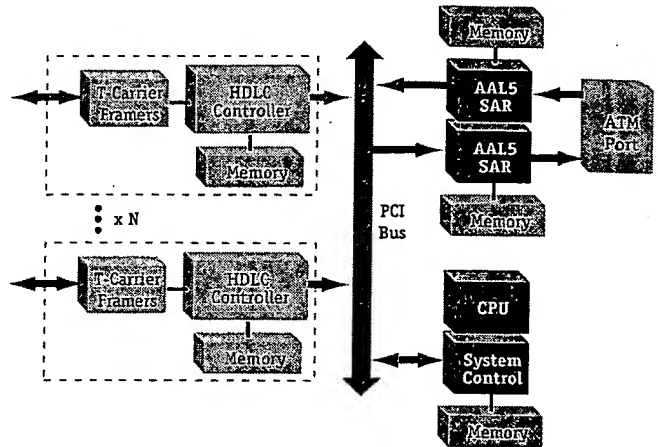 T-Carrier
Framers
HDLC
Controller
Memory
x N
T-Carrier
Framers
HDLC
Controller
Memory
PCI
Bus
Memory
AAL5
SAR
AAL5
SAR
Memory
ATM
Port
CPU
System
Control
Memory